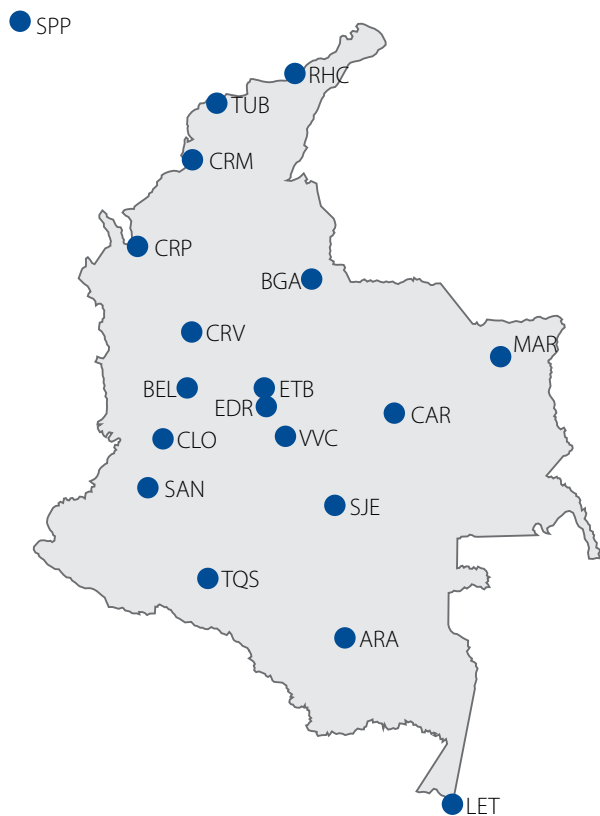 SPP
RHC
TUB
CRM
CRP
BGA
CRV
MAR
BEL
ETB
EDR
CAR
CLO
VVC
SAN
SJE
TQS
ARA
LET